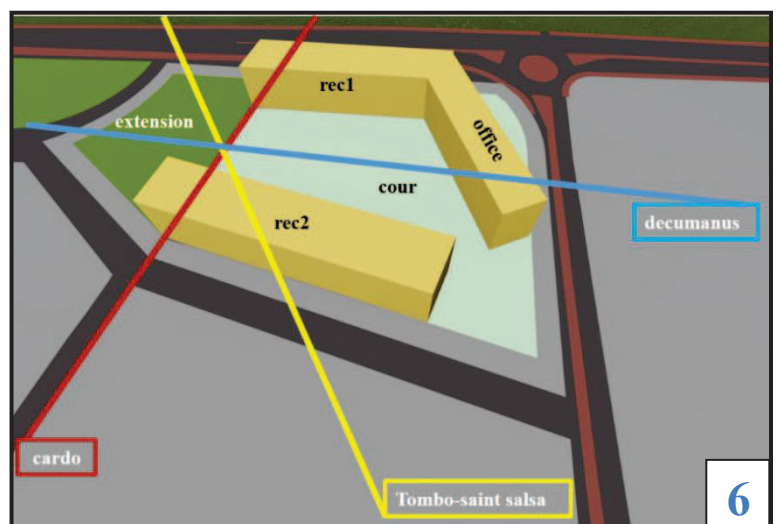 rec1
office
extension
cour
decumanus
rec2
cardo
Tombo-saint salsa
6